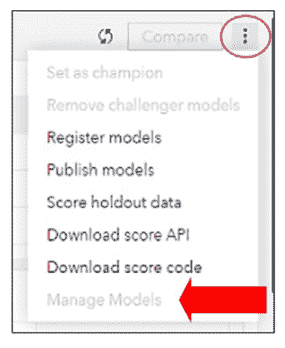 Compare
Set as champion
Remove challenger models
Register models
Publish models
Score holdout data
Download score API
Download score code
Manage Models